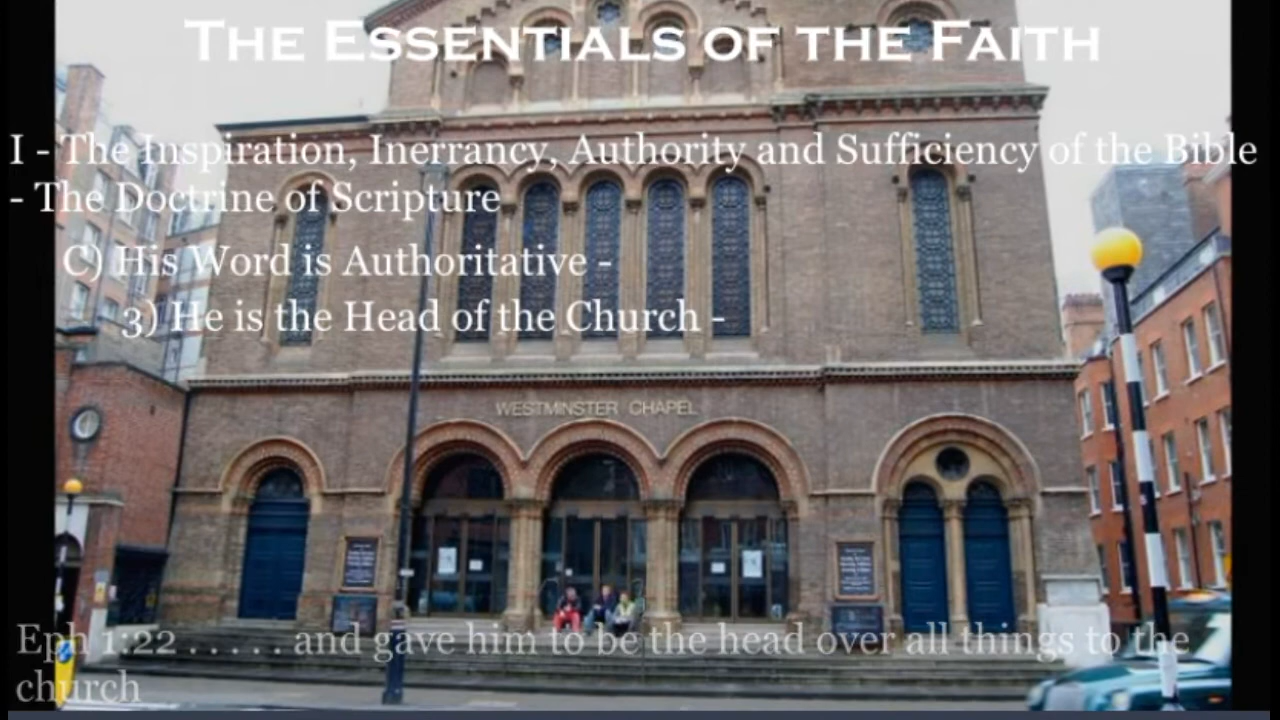 THE ESSENTIALS OF THE FAITH
I - The Inspiration, Inerrancy, Authority and Sufficiency of the Bible
- The Doctrine of Scripture
C) His Word is Authoritative -
3) He is the Head of the Church -
WESTMINSTER CHAPEL
Eph 1:22 . . . . . and gave him to be the head over all things to the
church